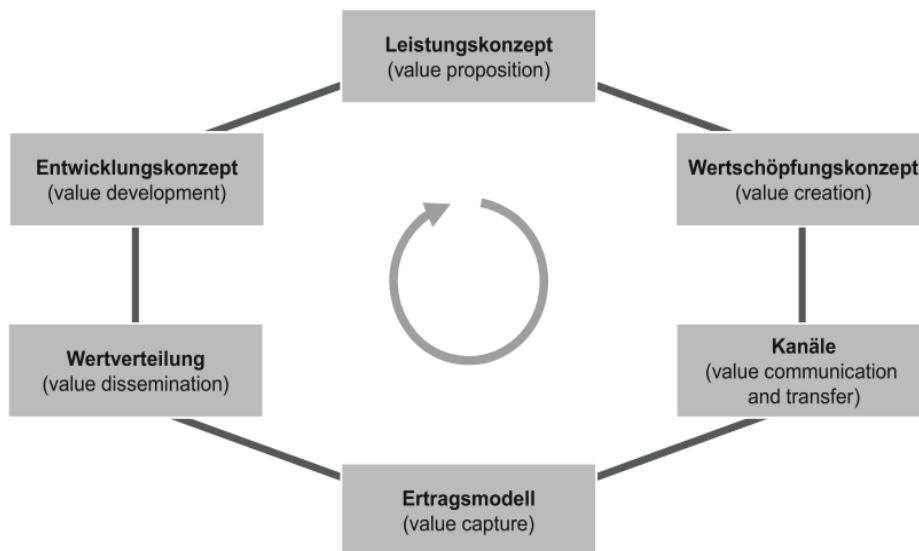 Leistungskonzept
(value proposition)
Entwicklungskonzept
(value development)
Wertschöpfungskonzept
(value creation)
Wertverteilung
(value dissemination)
Kanäle
(value communication
and transfer)
Ertragsmodell
(value capture)